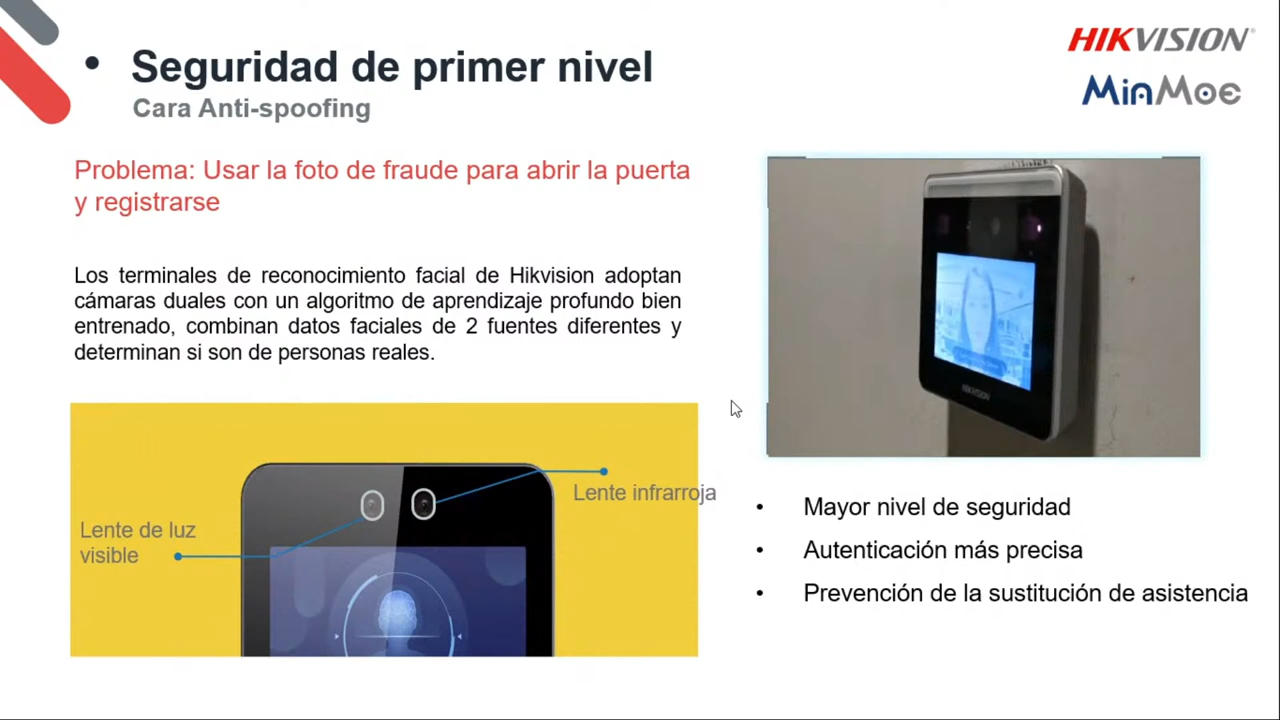 Seguridad de primer nivel
Cara Anti-spoofing
HIKVISION
MinMoe
Problema: Usar la foto de fraude para abrir la puerta
y registrarse
Los terminales de reconocimiento facial de Hikvision adoptan
cámaras duales con un algoritmo de aprendizaje profundo bien
entrenado, combinan datos faciales de 2 fuentes diferentes y
determinan si son de personas reales.
Lente infrarroja
Lente de luz
visible
HIKVISION
Mayor nivel de seguridad
Autenticación más precisa
Prevención de la sustitución de asistencia